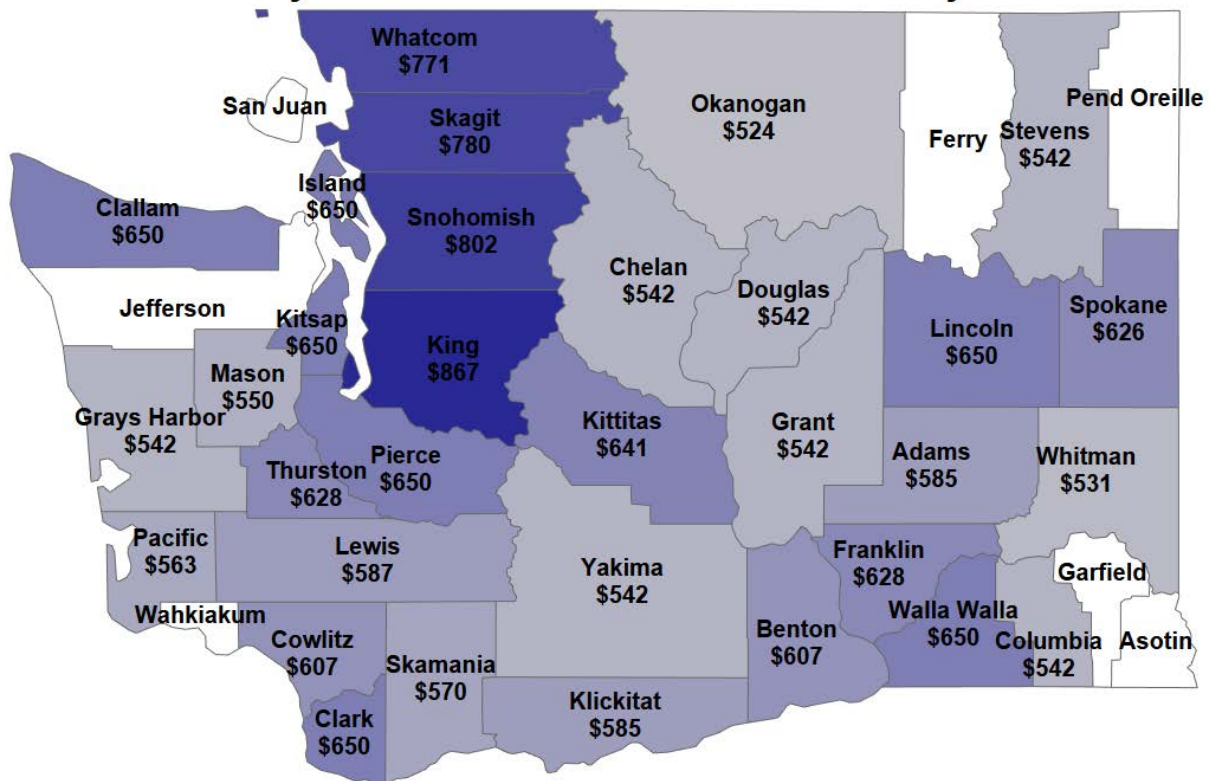 Whatcom
$771
San Juan
Skagit
$780
Okanogan
$524
Ferry
Stevens
$542
Pend Oreille
Island
$650
Clallam
$650
Snohomish
$802
Chelan
$542
Douglas
$542
Jefferson
Kitsap
$650
King
$867
Lincoln
$650
Spokane
$626
Mason
$550
Grays Harbor
$542
Kittitas
$641
Grant
$542
Adams
$585
Whitman
$531
Thurston
$628
Pierce
$650
Pacific
$563
Lewis
$587
Yakima
$542
Franklin
$628
Garfield
Wahkiakum
Cowlitz
$607
Skamania
$570
Benton
$607
Walla Walla
$650
Columbia
$542
Asotin
Clark
$650
Klickitat
$585